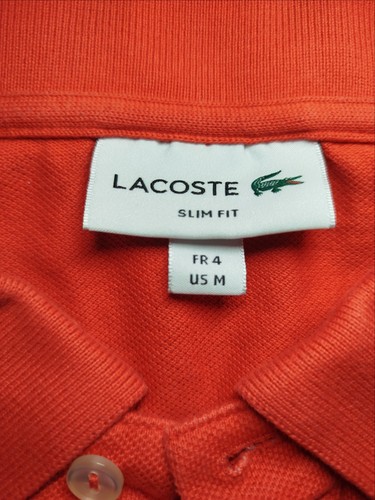 LACOSTE
SLIM FIT
FR 4
US M